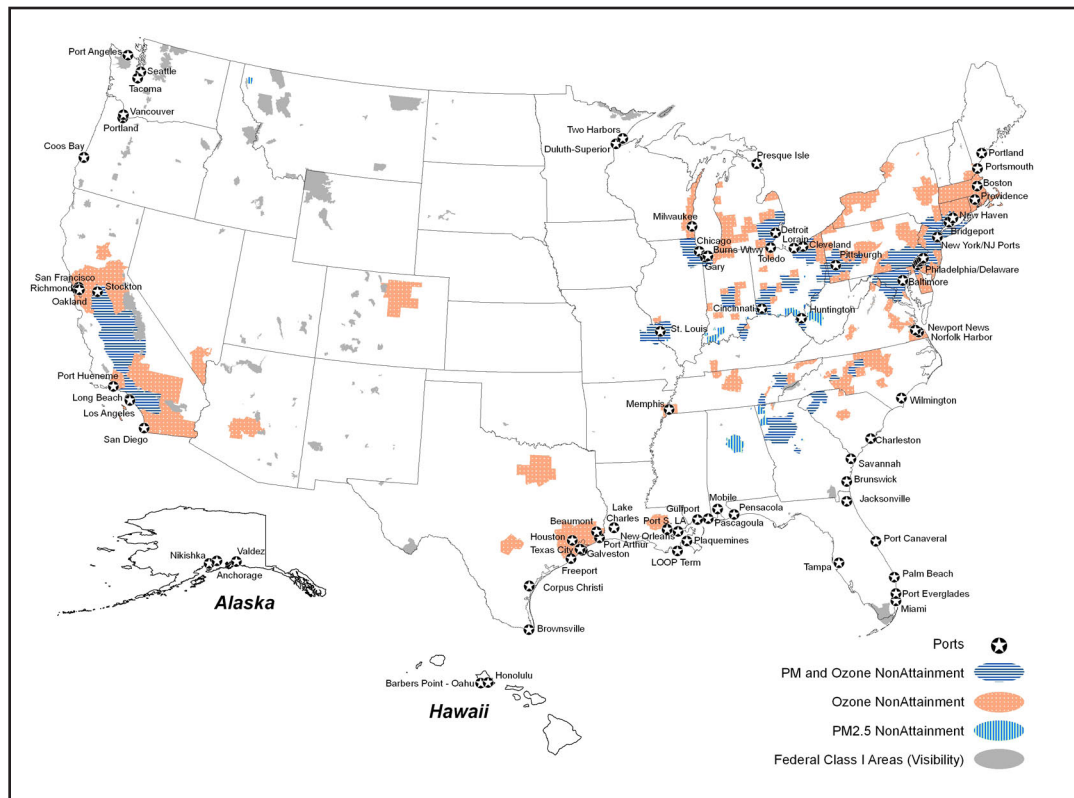 Port Angeles
Seattle
Tacoma
Vancouver
Portland
Coos Bay
San Francisco
Richmond
Oakland
Stockton
Port Hueneme
Long Beach
Los Angeles
San Diego
Two Harbors
Duluth-Superior
Presque Isle
Milwaukee
Chicago
Burns Wtwy
Gary
Detroit
Toledo
Lorain
Cleveland
Pittsburgh
Cincinnati
Huntington
St. Louis
Memphis
Portland
Portsmouth
Boston
Providence
New Haven
Bridgeport
New York/NJ Ports
Philadelphia/Delaware
Baltimore
Newport News
Norfolk Harbor
Wilmington
Charleston
Savannah
Brunswick
Jacksonville
Port Canaveral
Tampa
Palm Beach
Port Everglades
Miami
Lake
Charles
Beaumont
Houston
Texas City
Port Arthur
Galveston
Freeport
Corpus Christi
Brownsville
Gulfport
Mobile
Pensacola
Pascagoula
Port S. LA
New Orleans
Plaquemines
LOOP Term
Nikishka
Valdez
Anchorage
Alaska
Honolulu
Barbers Point - Oahu
Hawaii
Ports
PM and Ozone NonAttainment
Ozone NonAttainment
PM2.5 NonAttainment
Federal Class I Areas (Visibility)